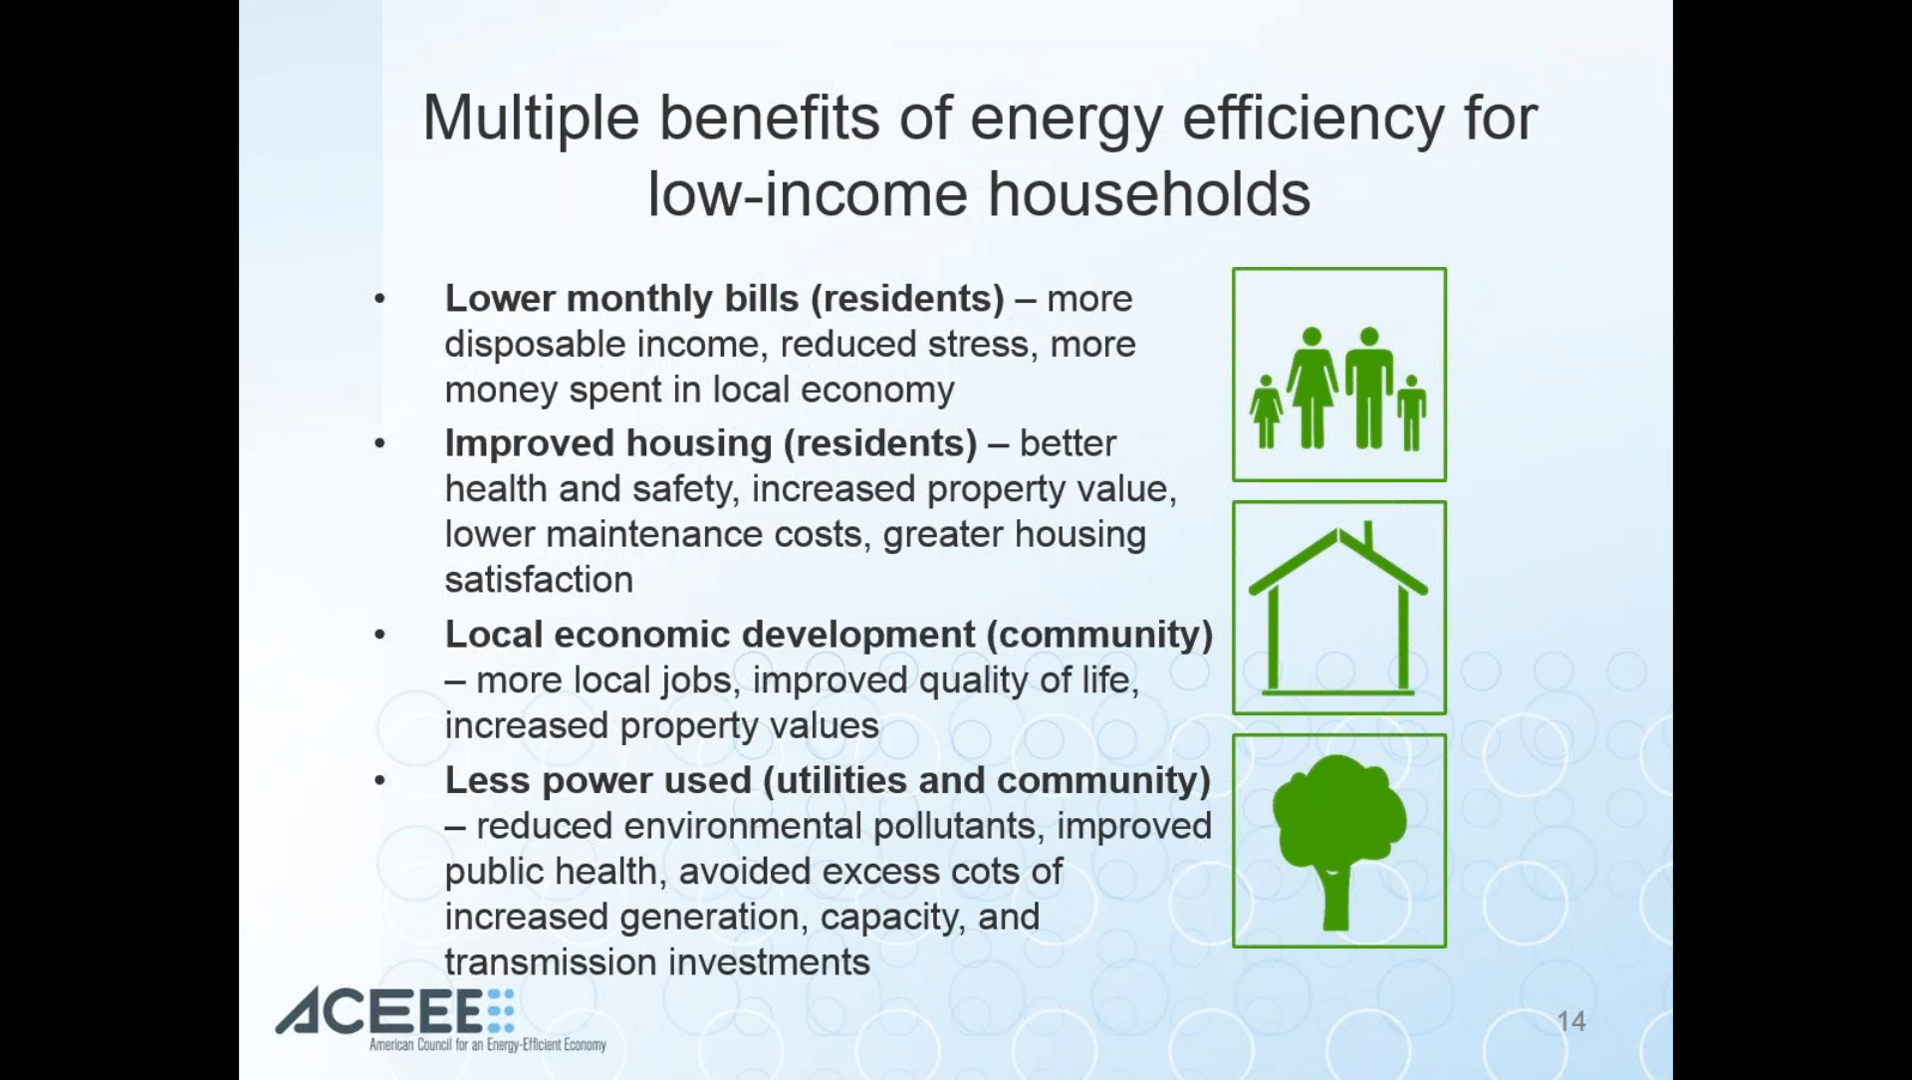 Multiple benefits of energy efficiency for
low-income households
• Lower monthly bills (residents) – more
disposable income, reduced stress, more
money spent in local economy
• Improved housing (residents) – better
health and safety, increased property value,
lower maintenance costs, greater housing
satisfaction
• Local economic development (community)
– more local jobs, improved quality of life,
increased property values
• Less power used (utilities and community)
– reduced environmental pollutants, improved
public health, avoided excess cots of
increased generation, capacity, and
transmission investments
ACEEE
American Council for an Energy-Efficient Economy
14